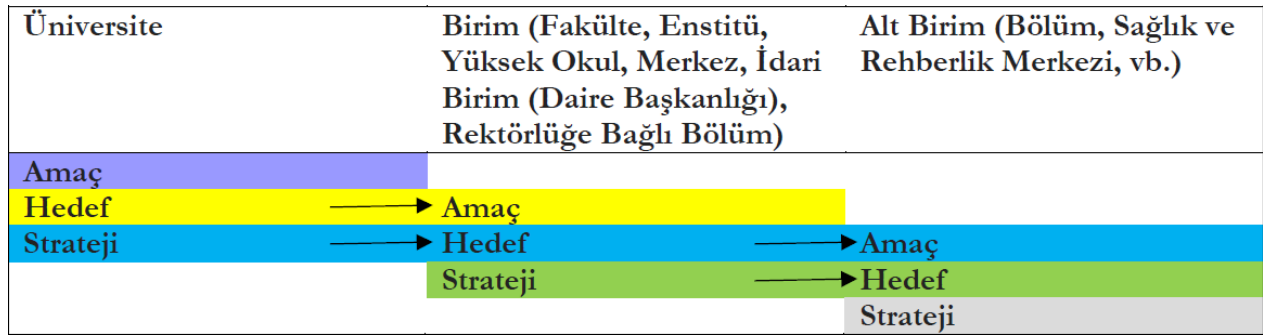 Üniversite
Birim (Fakülte, Enstitü,
Yüksek Okul, Merkez, İdari
Birim (Daire Başkanlığı),
Rektörlüğe Bağlı Bölüm)
Alt Birim (Bölüm, Sağlık ve
Rehberlik Merkezi, vb.)
Amaç
Hedef
Amaç
Strateji
Hedef
Amaç
Strateji
Hedef
Strateji